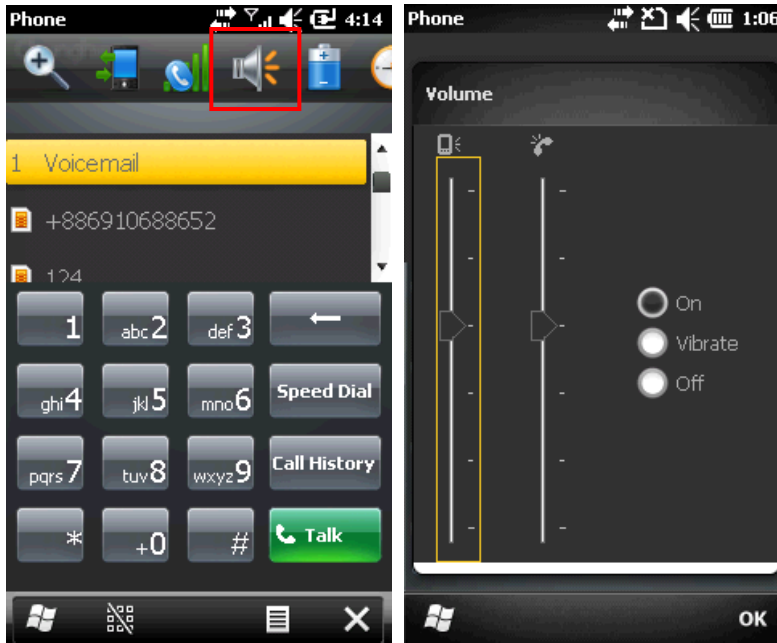 Phone 4:14
1 Voicemail
+886910688652
124
1 abc2 def3
ghi4 jkl5 mno6 Speed Dial
pqrs7 tuv8 wxyz9 Call History
* +0 # Talk
Phone 1:06
Volume
On
Vibrate
Off
OK